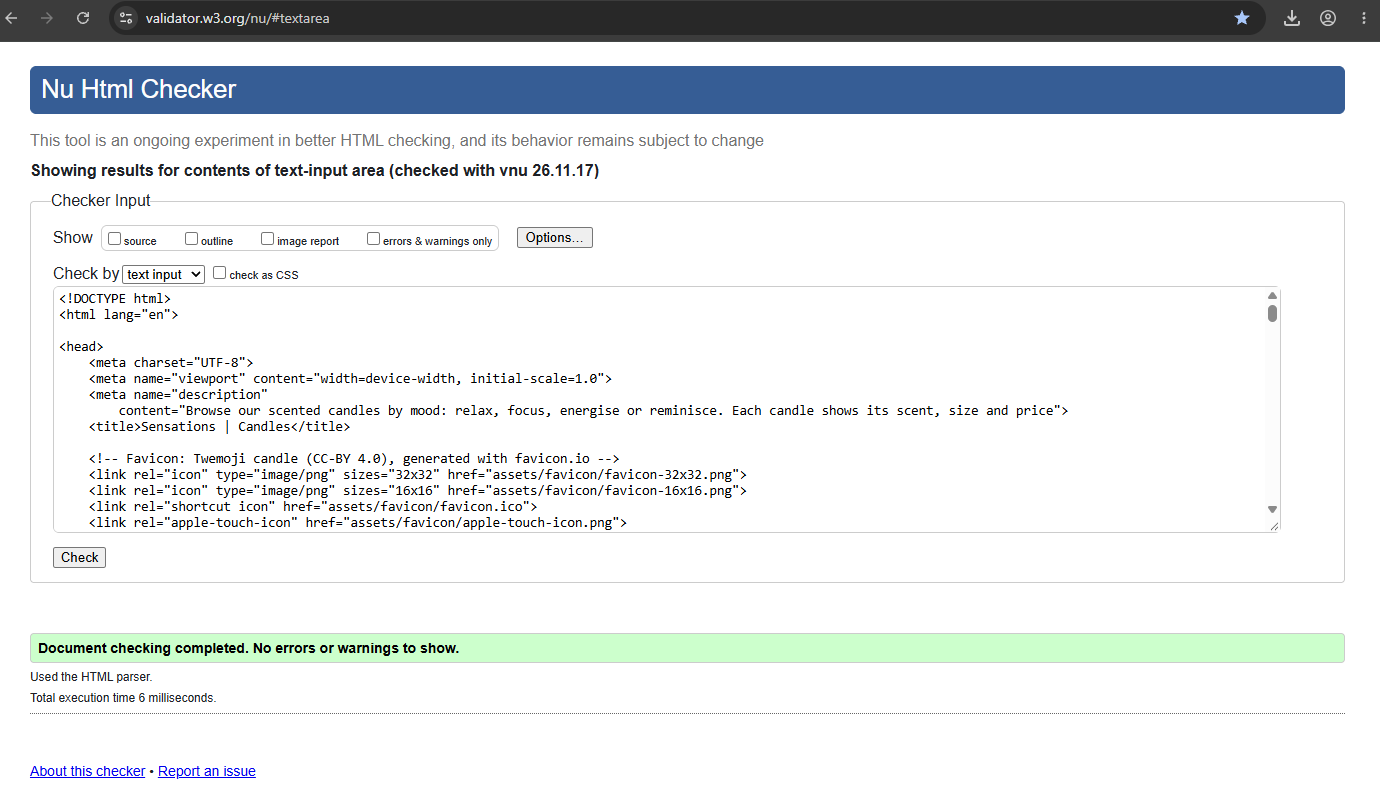 validator.w3.org/nu/#textarea
Nu Html Checker
This tool is an ongoing experiment in better HTML checking, and its behavior remains subject to change
Showing results for contents of text-input area (checked with vnu 26.11.17)
Checker Input
Show source outline image report errors & warnings only Options...
Check by text input check as CSS
<!DOCTYPE html>
<html lang="en">
<head>
<meta charset="UTF-8">
<meta name="viewport" content="width=device-width, initial-scale=1.0">
<meta name="description"
content="Browse our scented candles by mood: relax, focus, energise or reminisce. Each candle shows its scent, size and price">
<title>Sensations | Candles</title>
<!-- Favicon: Twemoji candle (CC-BY 4.0), generated with favicon.io -->
<link rel="icon" type="image/png" sizes="32x32" href="assets/favicon/favicon-32x32.png">
<link rel="icon" type="image/png" sizes="16x16" href="assets/favicon/favicon-16x16.png">
<link rel="shortcut icon" href="assets/favicon/favicon.ico">
<link rel="apple-touch-icon" href="assets/favicon/apple-touch-icon.png">
Check
Document checking completed. No errors or warnings to show.
Used the HTML parser.
Total execution time 6 milliseconds.
About this checker • Report an issue